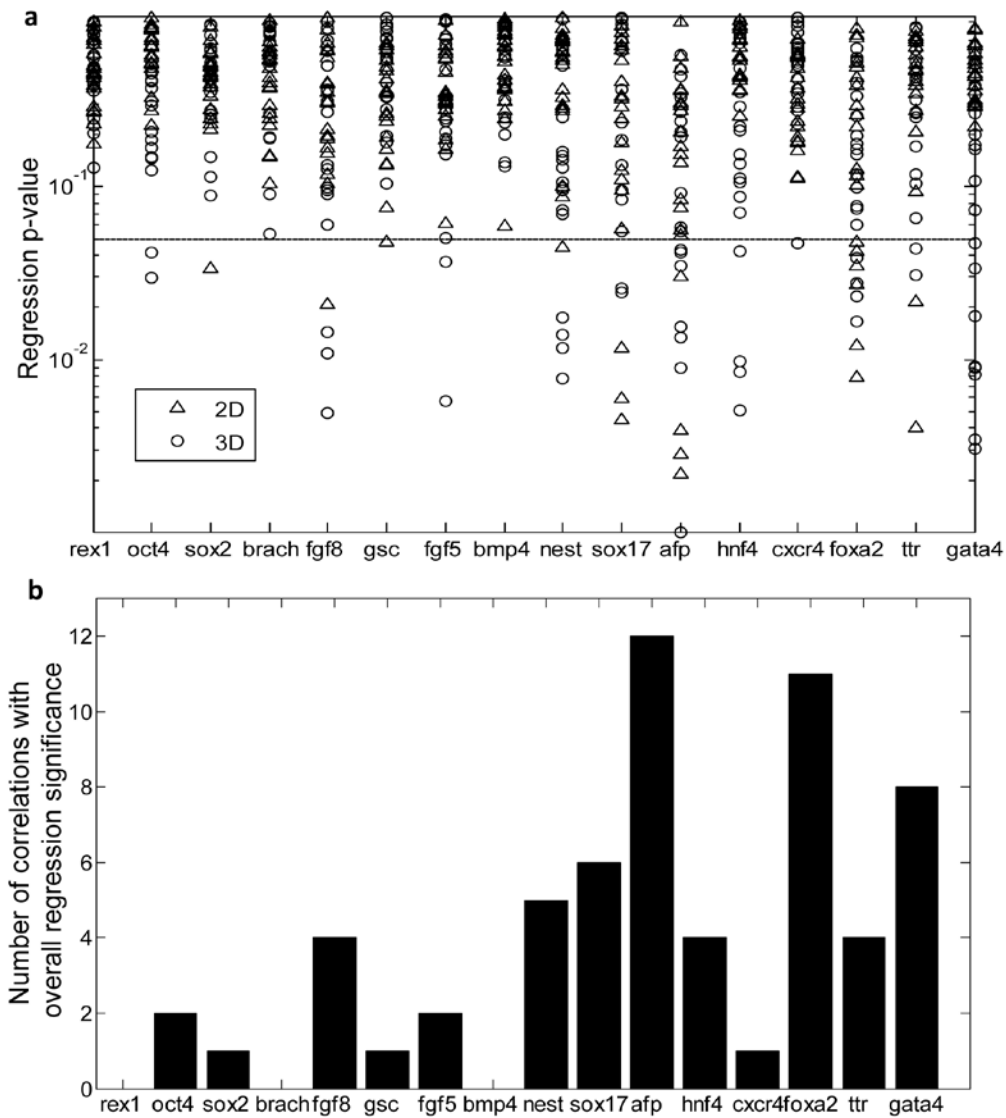 a
Regression p-value
10-1
10-2
2D
3D
rex1 oct4 sox2 brach fgf8 gsc fgf5 bmp4 nest sox17 afp hnf4 cxcr4 foxa2 ttr gata4
b
Number of correlations with
overall regression significance
12
10
8
6
4
2
0
rex1 oct4 sox2 brach fgf8 gsc fgf5 bmp4 nest sox17 afp hnf4 cxcr4 foxa2 ttr gata4